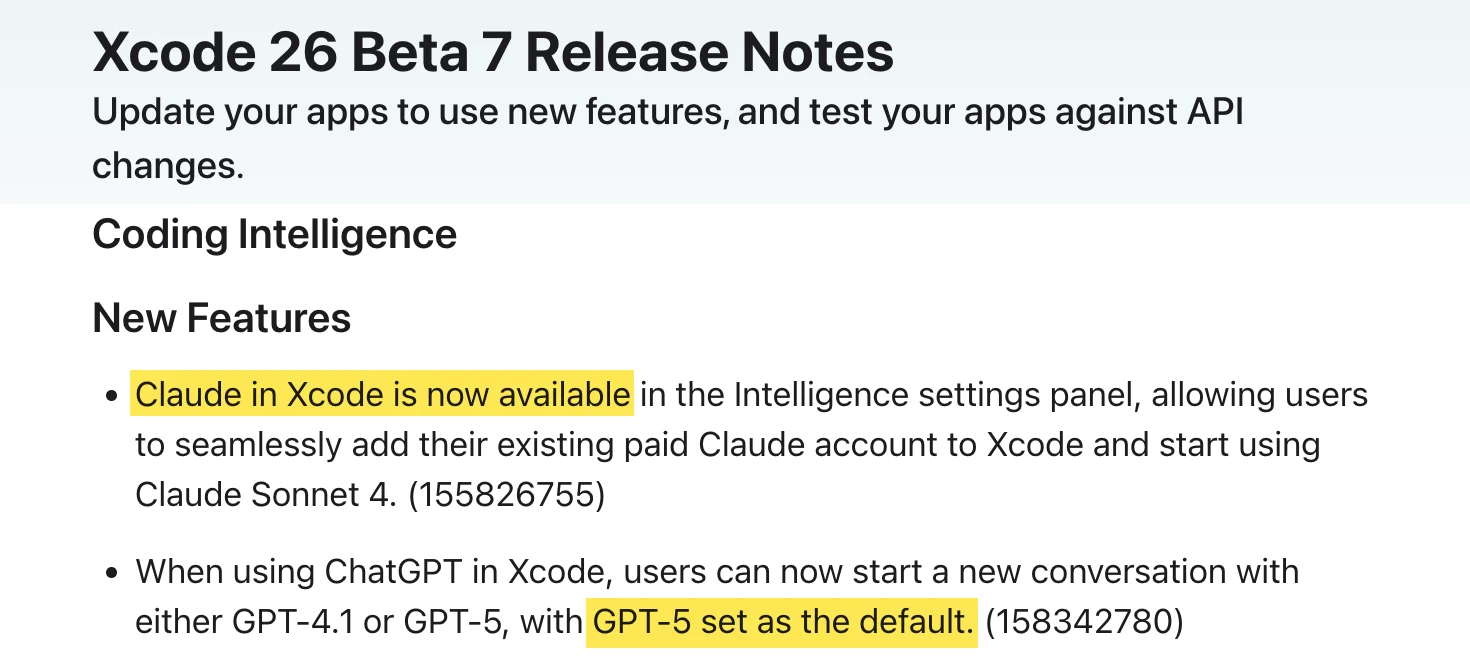 Xcode 26 Beta 7 Release Notes
Update your apps to use new features, and test your apps against API
changes.
Coding Intelligence
New Features
• Claude in Xcode is now available in the Intelligence settings panel, allowing users
to seamlessly add their existing paid Claude account to Xcode and start using
Claude Sonnet 4. (155826755)
• When using ChatGPT in Xcode, users can now start a new conversation with
either GPT-4.1 or GPT-5, with GPT-5 set as the default. (158342780)